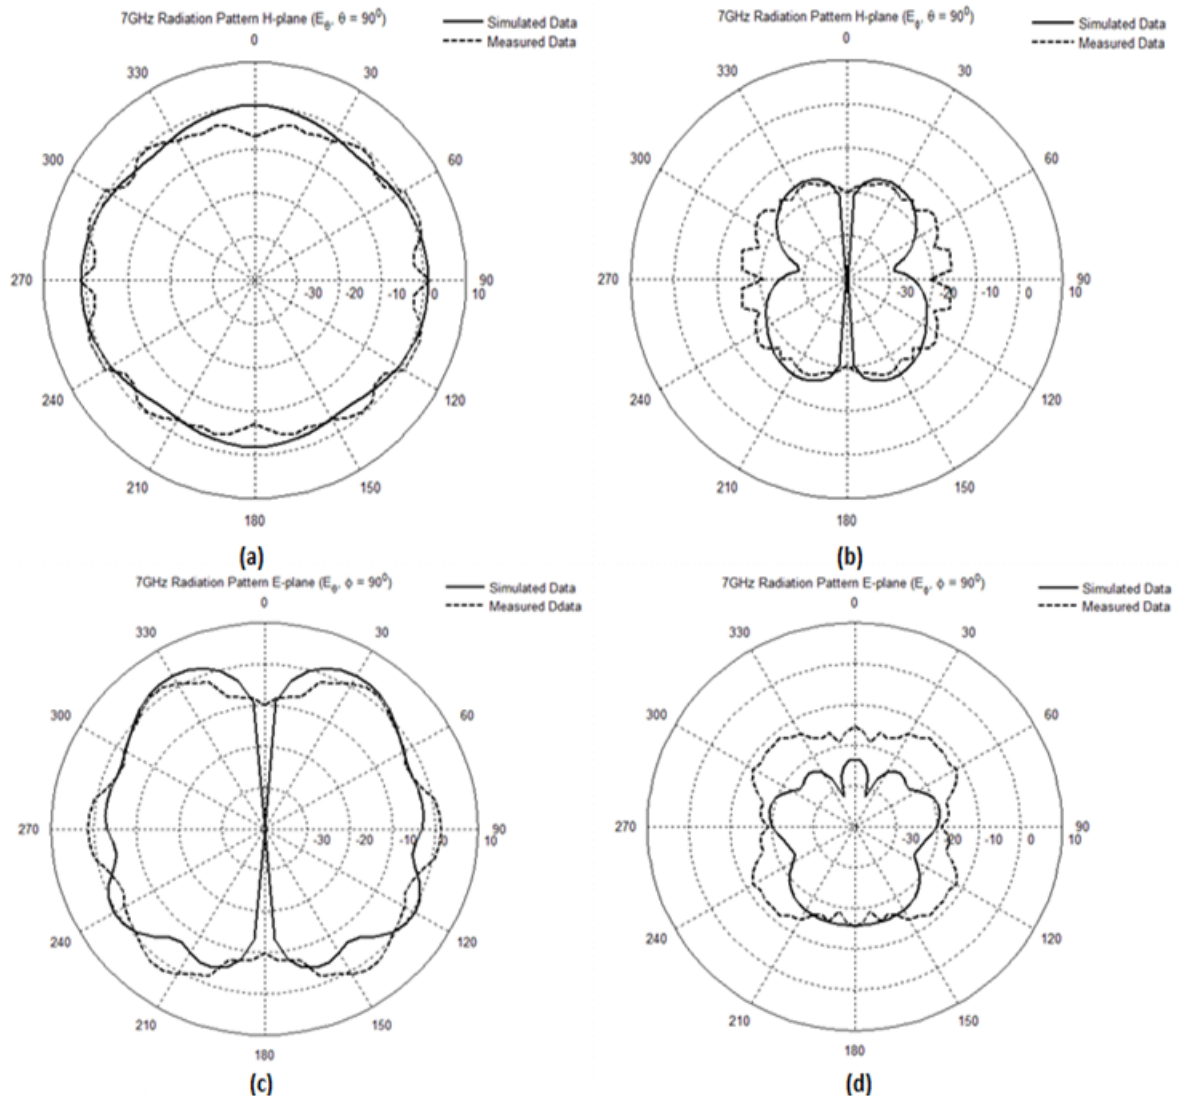 7GHz Radiation Pattern H-plane (E_θ, θ = 90⁰)
Simulated Data
Measured Data
0
330 30
300 60
270 -30 -20 -10 0 10 90
240 120
210 150
180
(a)
7GHz Radiation Pattern H-plane (E_ϕ, θ = 90⁰)
Simulated Data
Measured Data
0
330 30
300 60
270 -30 -20 -10 0 10 90
240 120
210 150
180
(b)
7GHz Radiation Pattern E-plane (E_θ, ϕ = 90⁰)
Simulated Data
Measured Ddata
0
330 30
300 60
270 -30 -20 -10 0 10 90
240 120
210 150
180
(c)
7GHz Radiation Pattern E-plane (E_ϕ, ϕ = 90⁰)
Simulated Data
Measured Data
0
330 30
300 60
270 -30 -20 -10 0 10 90
240 120
210 150
180
(d)